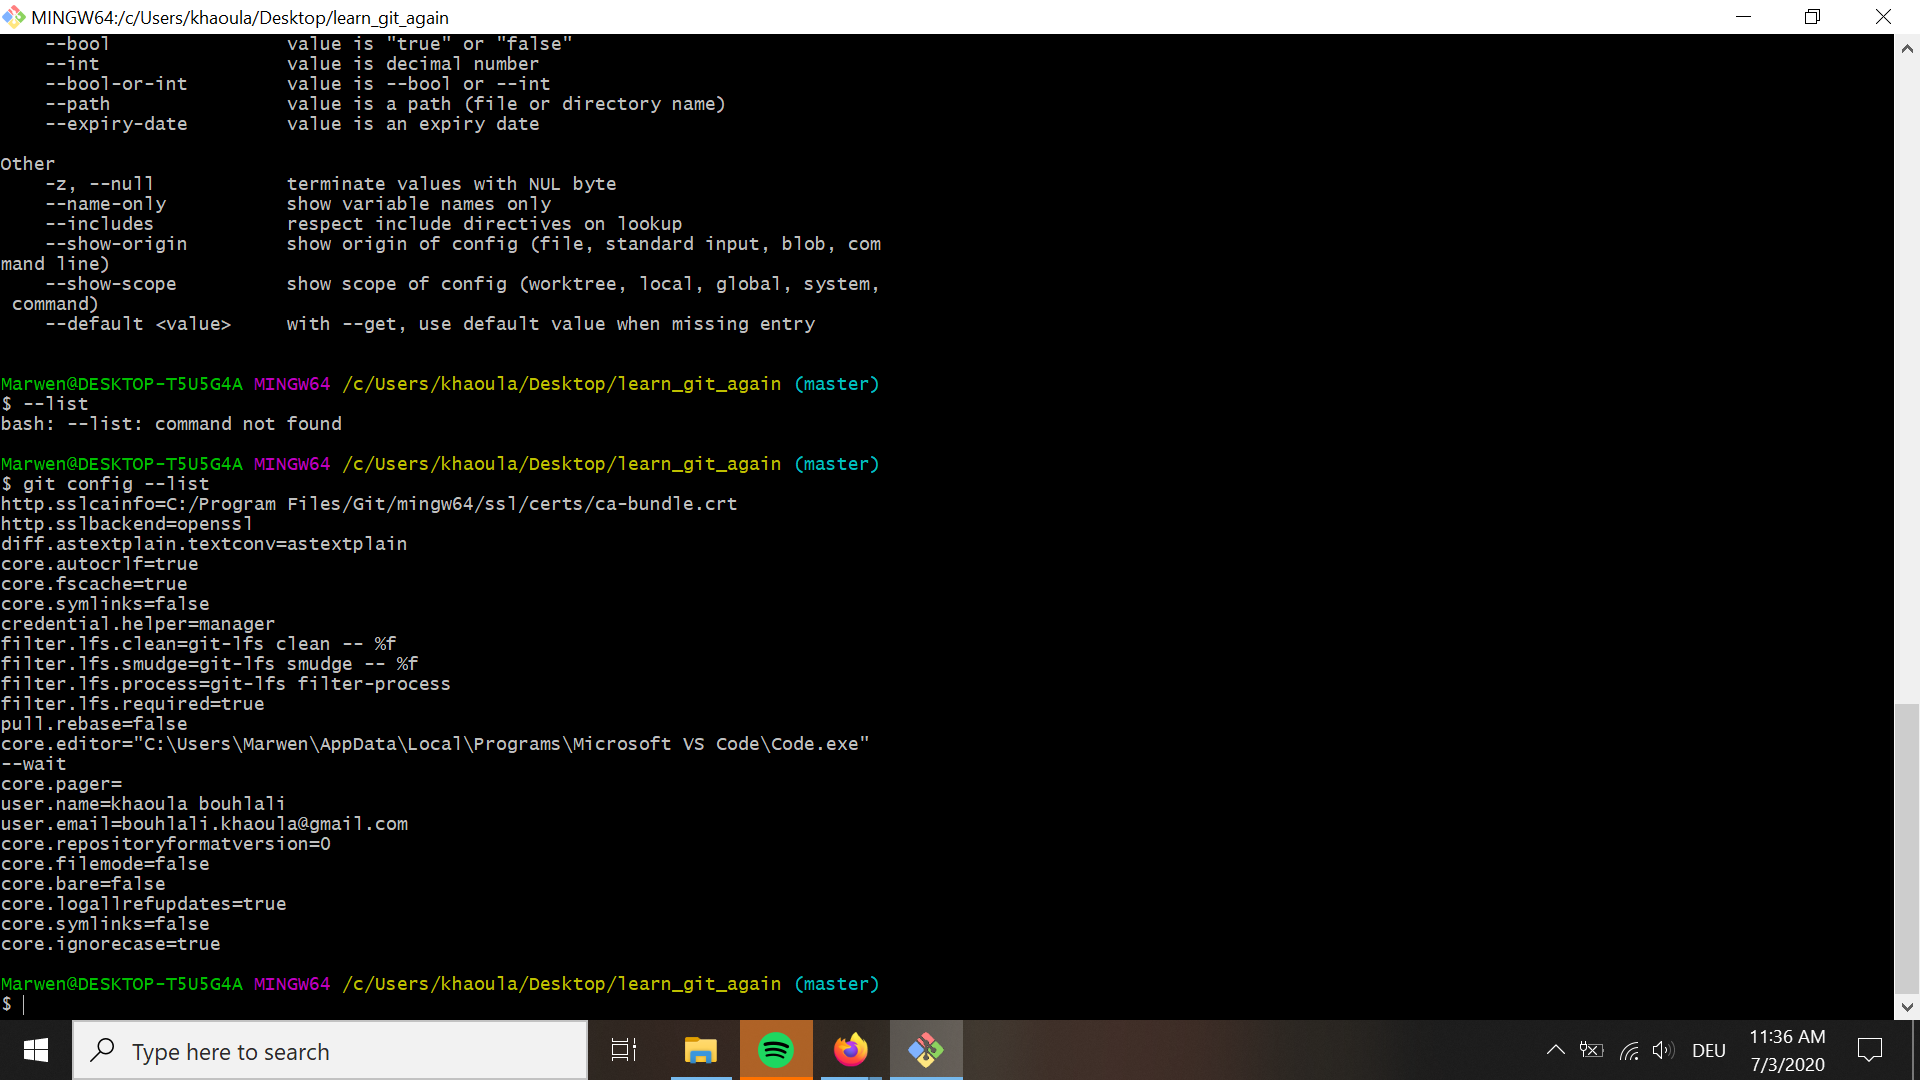 MINGW64:/c/Users/khaoula/Desktop/learn_git_again
--bool value is "true" or "false"
--int value is decimal number
--bool-or-int value is --bool or --int
--path value is a path (file or directory name)
--expiry-date value is an expiry date
Other
-z, --null terminate values with NUL byte
--name-only show variable names only
--includes respect include directives on lookup
--show-origin show origin of config (file, standard input, blob, com
mand line)
--show-scope show scope of config (worktree, local, global, system,
command)
--default <value> with --get, use default value when missing entry
Marwen@DESKTOP-T5U5G4A MINGW64 /c/Users/khaoula/Desktop/learn_git_again (master)
$ --list
bash: --list: command not found
Marwen@DESKTOP-T5U5G4A MINGW64 /c/Users/khaoula/Desktop/learn_git_again (master)
$ git config --list
http.sslcainfo=C:/Program Files/Git/mingw64/ssl/certs/ca-bundle.crt
http.sslbackend=openssl
diff.astextplain.textconv=astextplain
core.autocrlf=true
core.fscache=true
core.symlinks=false
credential.helper=manager
filter.lfs.clean=git-lfs clean -- %f
filter.lfs.smudge=git-lfs smudge -- %f
filter.lfs.process=git-lfs filter-process
filter.lfs.required=true
pull.rebase=false
core.editor="C:\Users\Marwen\AppData\Local\Programs\Microsoft VS Code\Code.exe"
--wait
core.pager=
user.name=khaoula bouhlali
user.email=bouhlali.khaoula@gmail.com
core.repositoryformatversion=0
core.filemode=false
core.bare=false
core.logallrefupdates=true
core.symlinks=false
core.ignorecase=true
Marwen@DESKTOP-T5U5G4A MINGW64 /c/Users/khaoula/Desktop/learn_git_again (master)
$
Type here to search
DEU
11:36 AM
7/3/2020